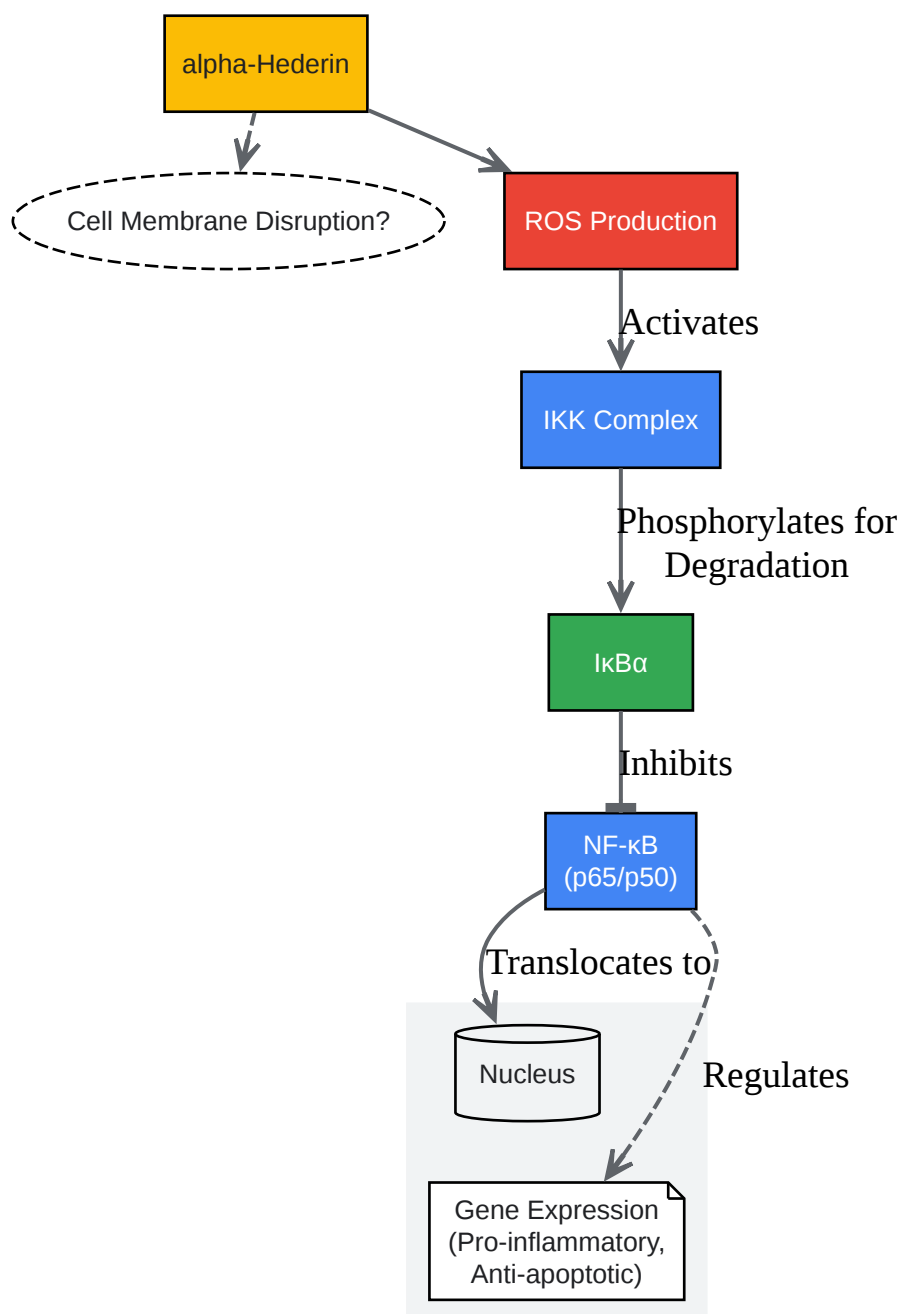 alpha-Hederin
Cell Membrane Disruption?
ROS Production
Activates
IKK Complex
Phosphorylates for
Degradation
IκBα
Inhibits
NF-κB
(p65/p50)
Translocates to
Nucleus
Regulates
Gene Expression
(Pro-inflammatory,
Anti-apoptotic)